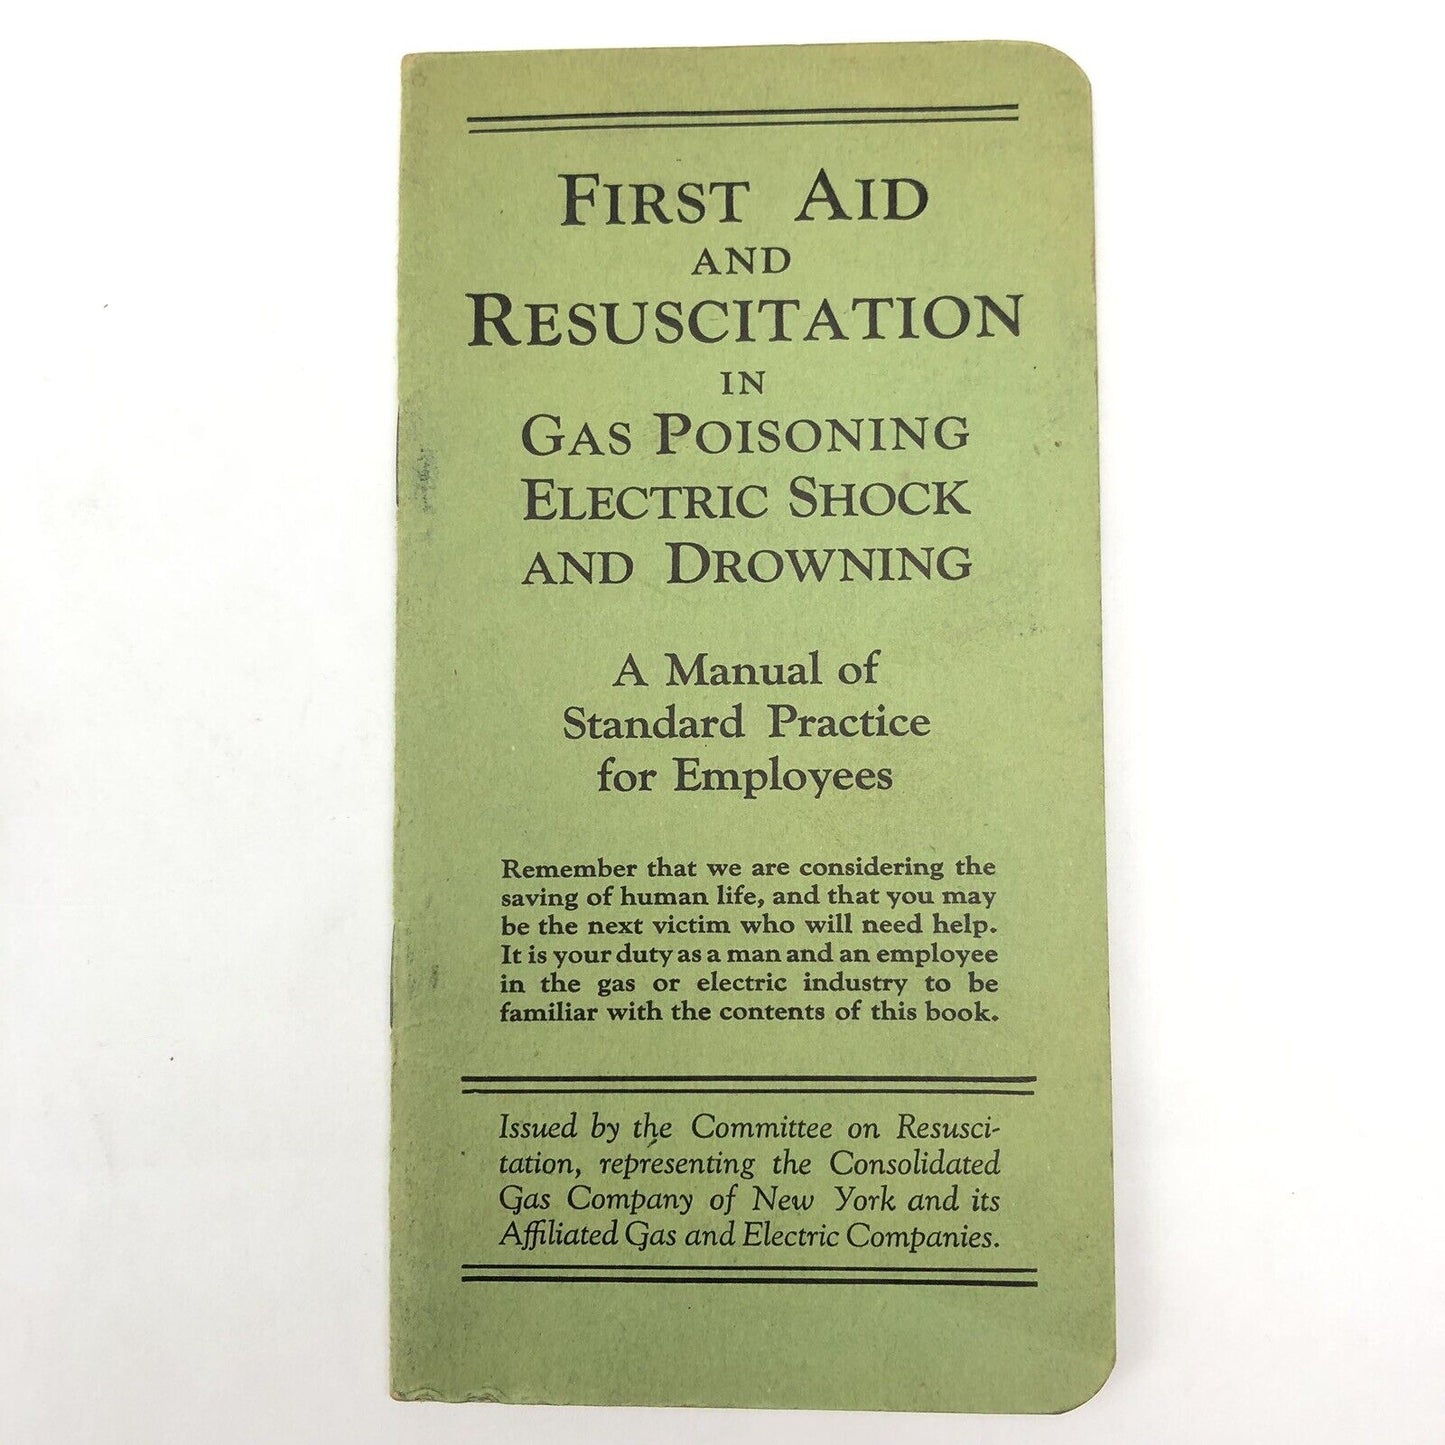 FIRST AID
AND
RESUSCITATION
IN
GAS POISONING
ELECTRIC SHOCK
AND DROWNING
A Manual of
Standard Practice
for Employees
Remember that we are considering the
saving of human life, and that you may
be the next victim who will need help.
It is your duty as a man and an employee
in the gas or electric industry to be
familiar with the contents of this book.
Issued by the Committee on Resusci-
tation, representing the Consolidated
Gas Company of New York and its
Affiliated Gas and Electric Companies.